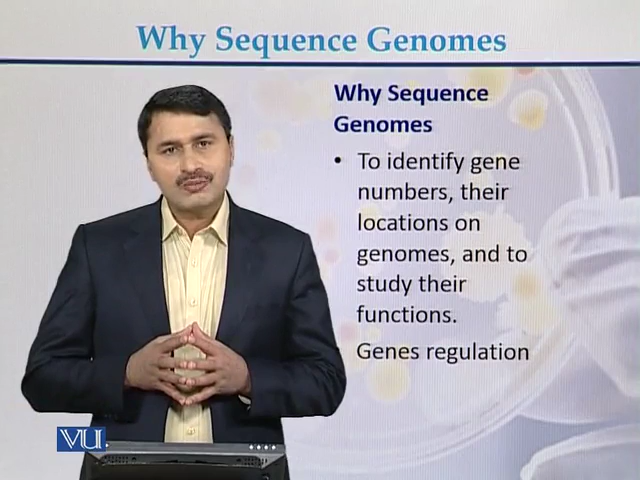 Why Sequence Genomes
Why Sequence
Genomes
• To identify gene
numbers, their
locations on
genomes, and to
study their
functions.
Genes regulation
VU.